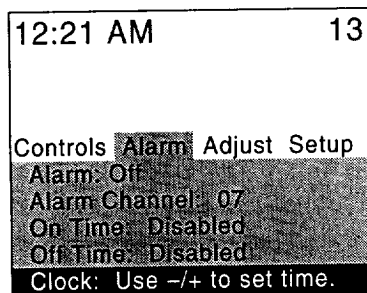 12:21 AM 13
Controls Alarm Adjust Setup
Alarm: Off
Alarm Channel: 07
On Time: Disabled
Off Time: Disabled
Clock: Use –/+ to set time.